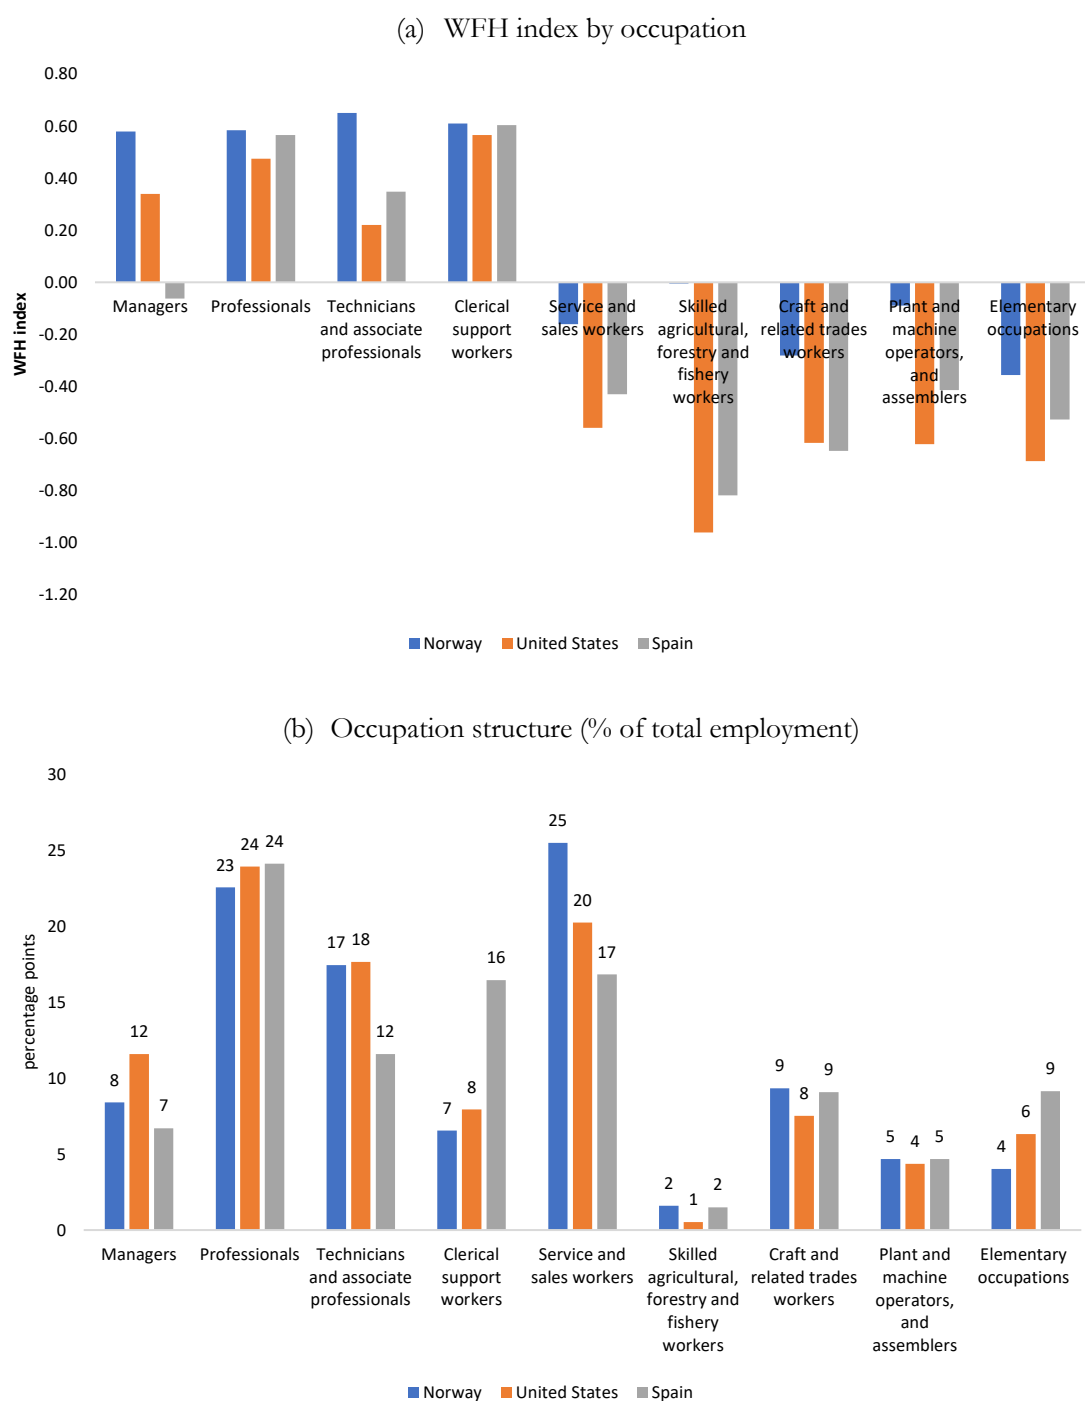 (a) WFH index by occupation
0.80
0.60
0.40
0.20
0.00
-0.20
-0.40
-0.60
-0.80
-1.00
-1.20
WFH index
Managers
Professionals
Technicians
and associate
professionals
Clerical
support
workers
Service and
sales workers
Skilled
agricultural,
forestry and
fishery
workers
Craft and
related trades
workers
Plant and
machine
operators,
and
assemblers
Elementary
occupations
Norway United States Spain
(b) Occupation structure (% of total employment)
30
25
20
15
10
5
0
percentage points
8 12 7
23 24 24
17 18 12
7 8 16
25 20 17
2 1 2
9 8 9
5 4 5
4 6 9
Managers
Professionals
Technicians
and associate
professionals
Clerical
support
workers
Service and
sales workers
Skilled
agricultural,
forestry and
fishery
workers
Craft and
related trades
workers
Plant and
machine
operators,
and
assemblers
Elementary
occupations
Norway United States Spain